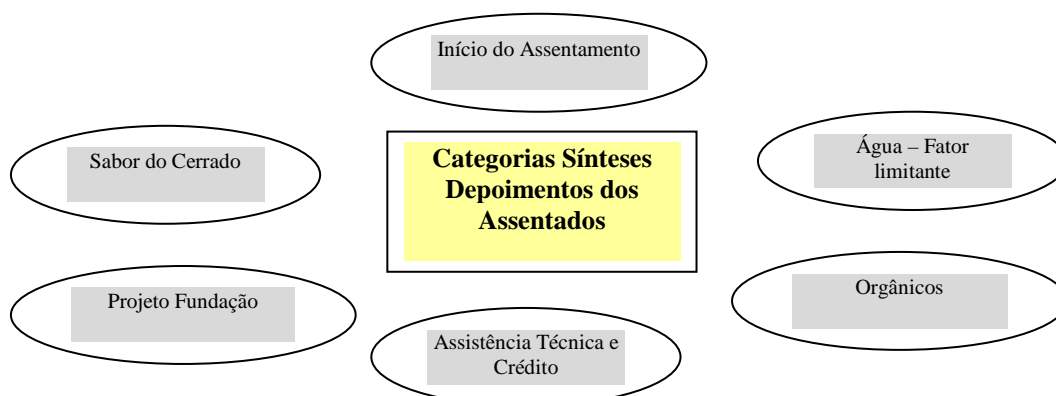 Início do Assentamento
Sabor do Cerrado
Categorias Sínteses
Depoimentos dos
Assentados
Água – Fator
limitante
Projeto Fundação
Orgânicos
Assistência Técnica e
Crédito